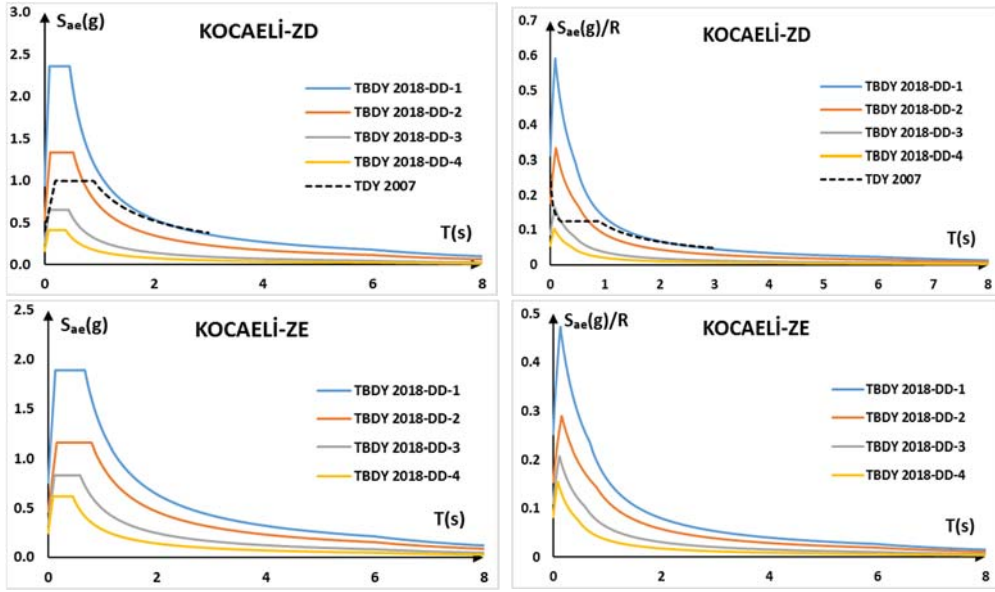 3.0
2.5
2.0
1.5
1.0
0.5
0.0
Sae(g)
KOCAELİ-ZD
TBDY 2018-DD-1
TBDY 2018-DD-2
TBDY 2018-DD-3
TBDY 2018-DD-4
TDY 2007
T(s)
0 2 4 6 8
0.7
0.6
0.5
0.4
0.3
0.2
0.1
0
Sae(g)/R
KOCAELİ-ZD
TBDY 2018-DD-1
TBDY 2018-DD-2
TBDY 2018-DD-3
TBDY 2018-DD-4
TDY 2007
T(s)
0 1 2 3 4 5 6 7 8
2.5
2.0
1.5
1.0
0.5
0.0
Sae(g)
KOCAELİ-ZE
TBDY 2018-DD-1
TBDY 2018-DD-2
TBDY 2018-DD-3
TBDY 2018-DD-4
T(s)
0 2 4 6 8
0.5
0.4
0.3
0.2
0.1
0
Sae(g)/R
KOCAELİ-ZE
TBDY 2018-DD-1
TBDY 2018-DD-2
TBDY 2018-DD-3
TBDY 2018-DD-4
T(s)
0 2 4 6 8